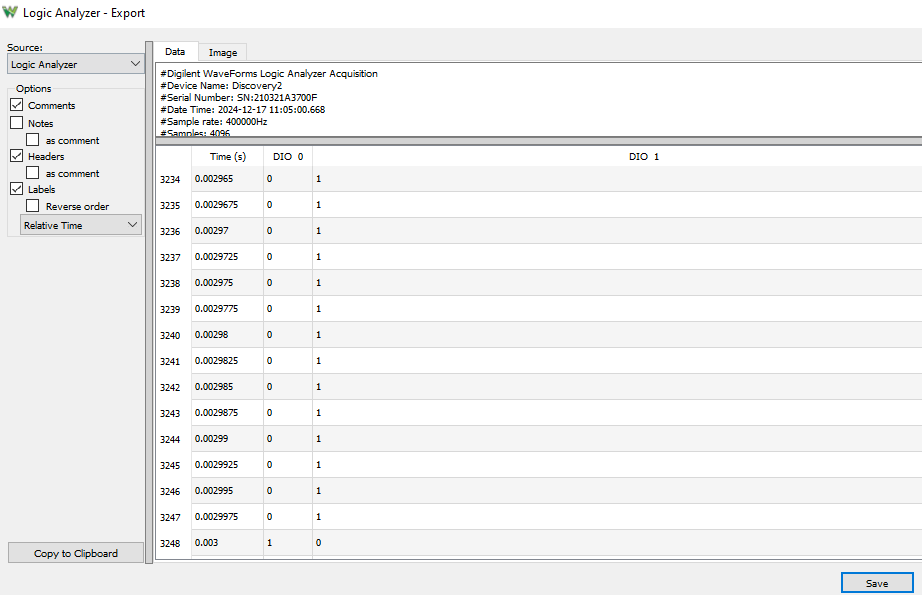 Logic Analyzer - Export
Source:
Logic Analyzer
Options
Comments
Notes
as comment
Headers
as comment
Labels
Reverse order
Relative Time
Copy to Clipboard
Data Image
#Digilent WaveForms Logic Analyzer Acquisition
#Device Name: Discovery2
#Serial Number: SN:210321A3700F
#Date Time: 2024-12-17 11:05:00.668
#Sample rate: 400000Hz
#Samples: 4096
Time (s) DIO 0 DIO 1
3234 0.002965 0 1
3235 0.0029675 0 1
3236 0.00297 0 1
3237 0.0029725 0 1
3238 0.002975 0 1
3239 0.0029775 0 1
3240 0.00298 0 1
3241 0.0029825 0 1
3242 0.002985 0 1
3243 0.0029875 0 1
3244 0.00299 0 1
3245 0.0029925 0 1
3246 0.002995 0 1
3247 0.0029975 0 1
3248 0.003 1 0
Save